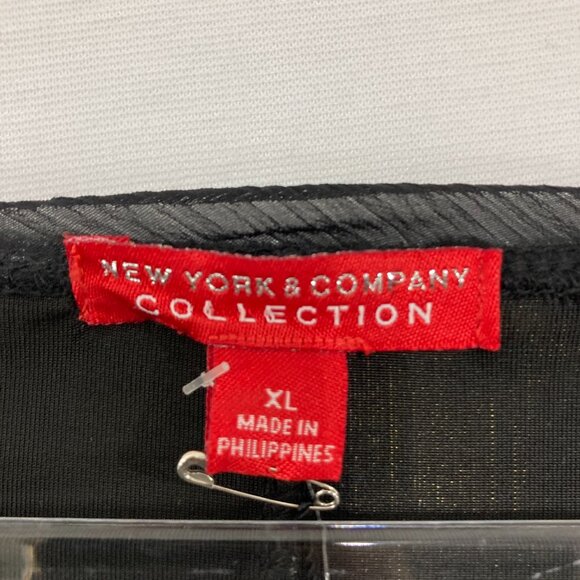 NEW YORK & COMPANY
COLLECTION
XL
MADE IN
PHILIPPINES